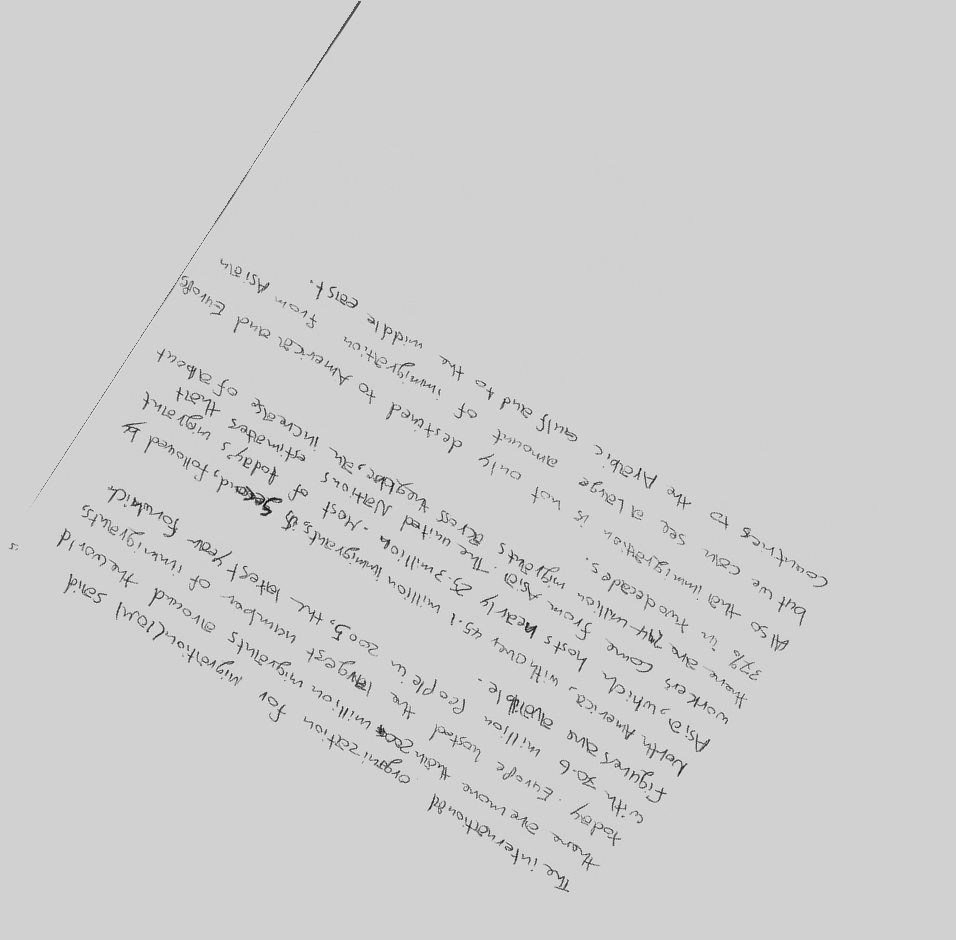 The international organization for migration (IOM) said
there are more than 200 million migrants around the world
today. Europe hosted the largest number of immigrants,
with 70.6 million people in 2005, the latest year for which
figures are availble.
North America, with over 45.1 million immigrants, is second, followed by
Asia, which hosts nearly 25.3 million. Most of today's migrant
workers come from Asia. The united Nations estimates that
there are 214 million migrants across the globe, an increase of about
37% in two decades.
Also thai immigration is not only destined to America and Europe
but we can see a large amount of immigration from Asian
countries to the Arabic Gulf and to the middle east.